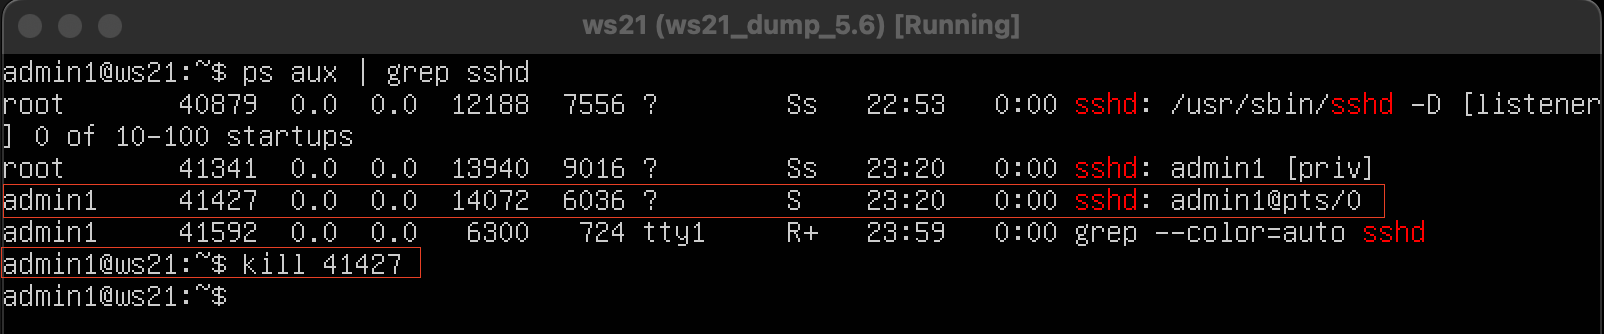 ws21 (ws21_dump_5.6) [Running]
admin1@ws21:~$ ps aux | grep sshd
root       40879  0.0  0.0  12188  7556 ?        Ss   22:53   0:00 sshd: /usr/sbin/sshd -D [listener
] 0 of 10-100 startups
root       41341  0.0  0.0  13940  9016 ?        Ss   23:20   0:00 sshd: admin1 [priv]
admin1     41427  0.0  0.0  14072  6036 ?        S    23:20   0:00 sshd: admin1@pts/0
admin1     41592  0.0  0.0   6300   724 tty1     R+   23:59   0:00 grep --color=auto sshd
admin1@ws21:~$ kill 41427
admin1@ws21:~$